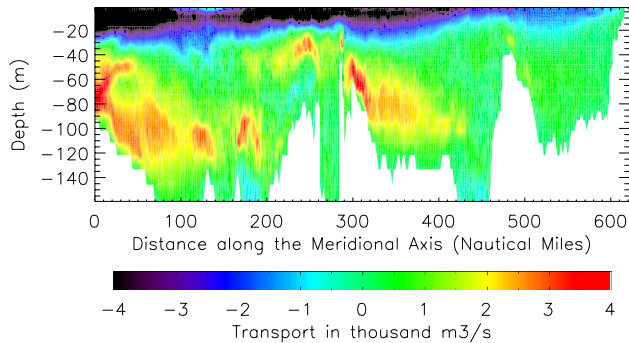 -20
-40
-60
-80
-100
-120
-140
Depth (m)
0 100 200 300 400 500 600
Distance along the Meridional Axis (Nautical Miles)
-4 -3 -2 -1 0 1 2 3 4
Transport in thousand m3/s